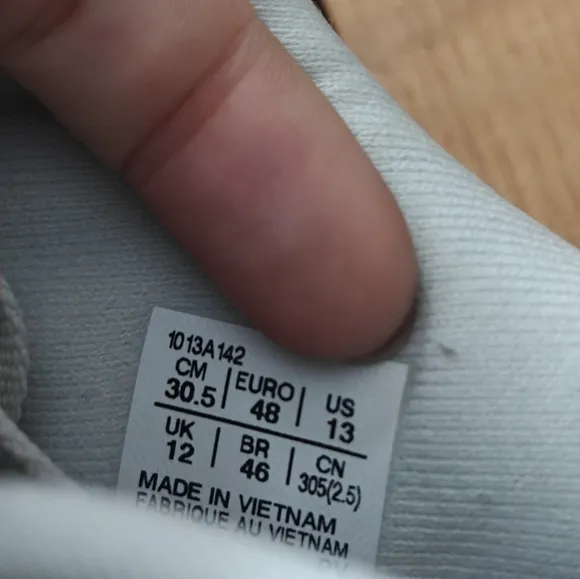 1013A142
CM | EURO | US
30.5 | 48 | 13
UK | BR | CN
12 | 46 | 305(2.5)
MADE IN VIETNAM
FABRIQUE AU VIETNAM